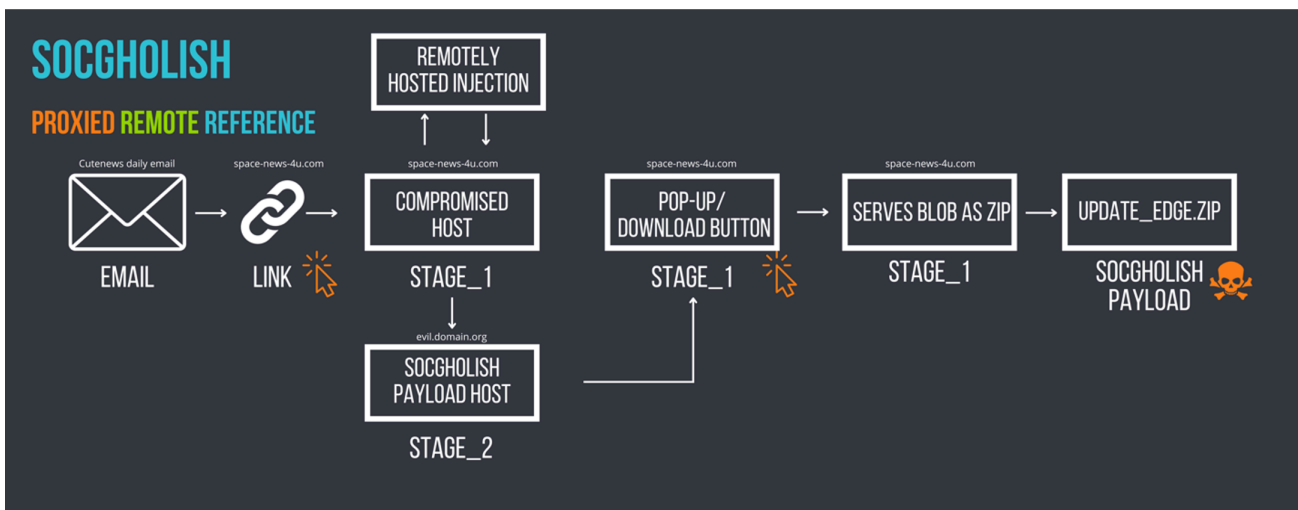 SOCGHOLISH
PROXIED REMOTE REFERENCE
REMOTELY
HOSTED INJECTION
Cutenews daily email
EMAIL
space-news-4u.com
LINK
space-news-4u.com
COMPROMISED
HOST
STAGE_1
evil.domain.org
SOCGHOLISH
PAYLOAD HOST
STAGE_2
space-news-4u.com
POP-UP/
DOWNLOAD BUTTON
STAGE_1
space-news-4u.com
SERVES BLOB AS ZIP
STAGE_1
UPDATE_EDGE.ZIP
SOCGHOLISH
PAYLOAD